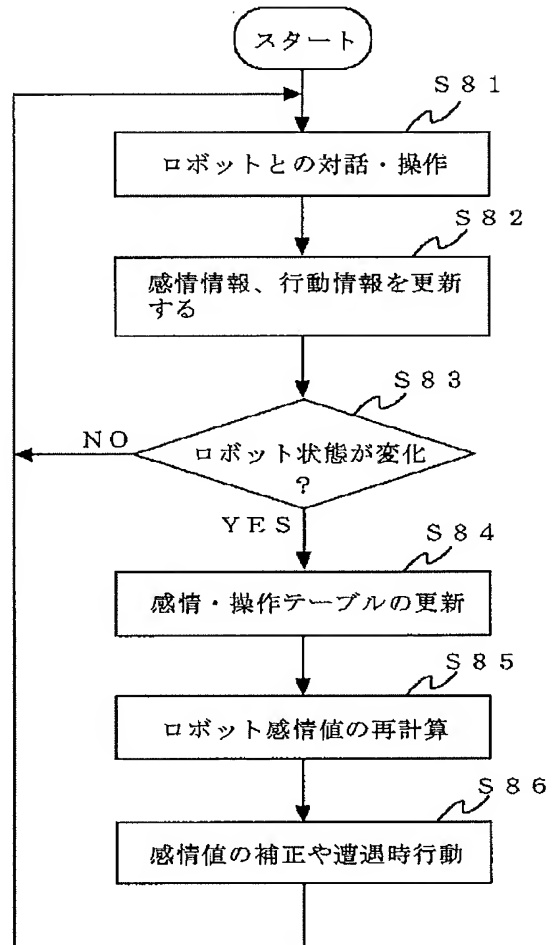 スタート
S81
ロボットとの対話・操作
S82
感情情報、行動情報を更新
する
S83
NO
ロボット状態が変化
?
YES
S84
感情・操作テーブルの更新
S85
ロボット感情値の再計算
S86
感情値の補正や遭遇時行動